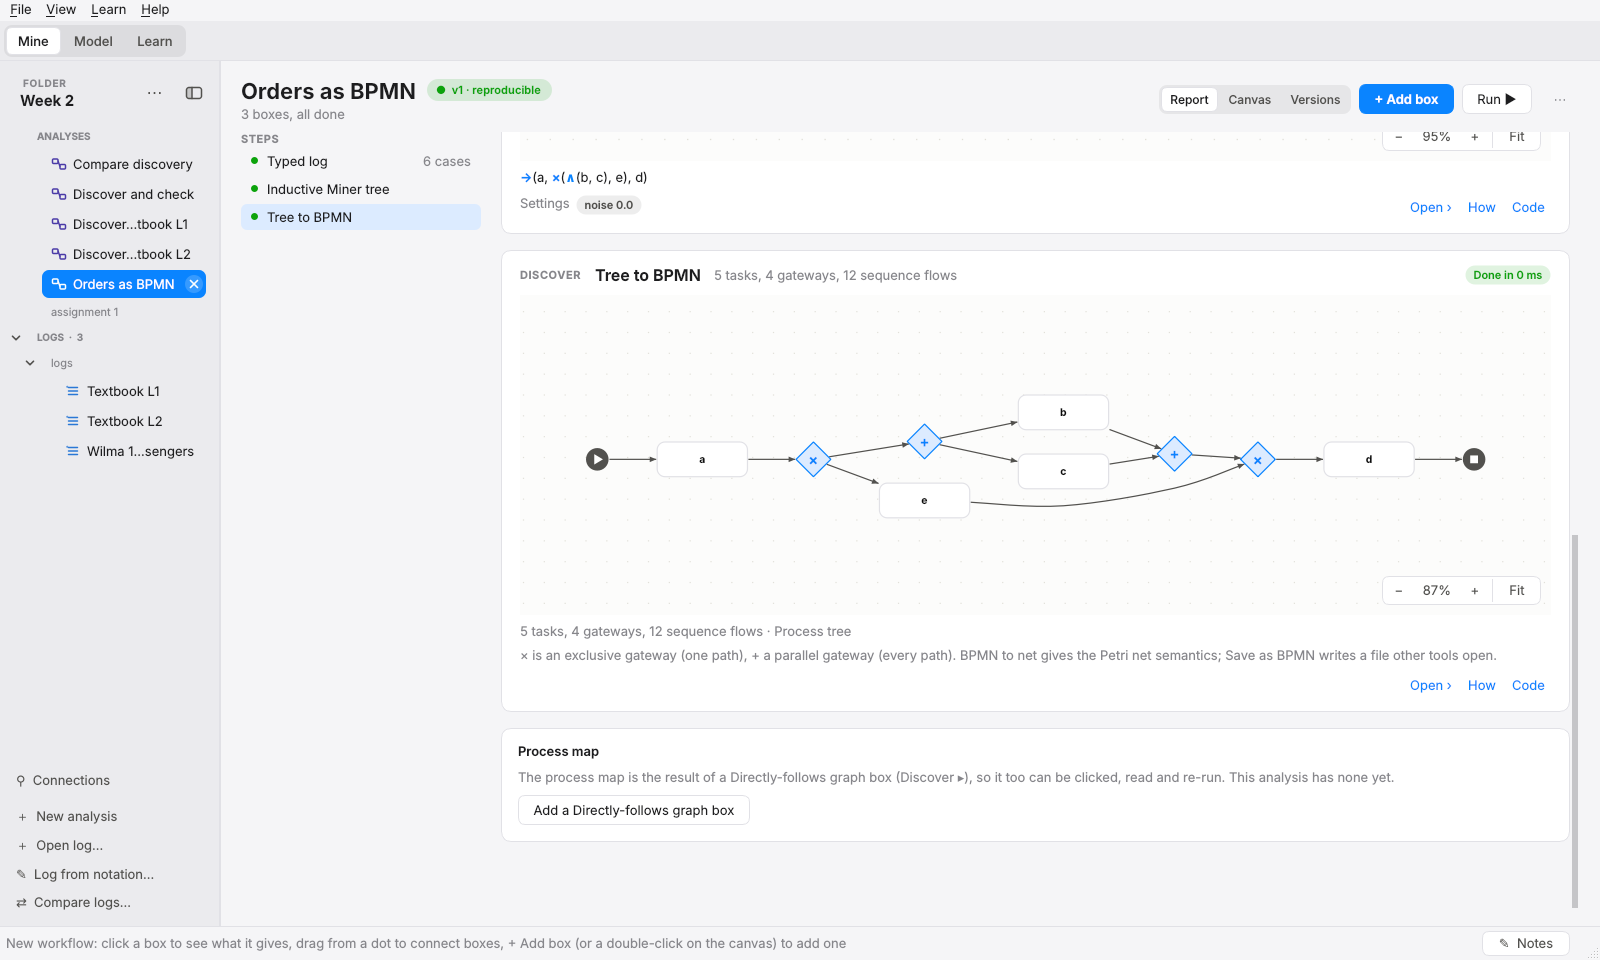 File View Learn Help
Mine Model Learn
FOLDER
Week 2
ANALYSES
Compare discovery
Discover and check
Discover...tbook L1
Discover...tbook L2
Orders as BPMN
assignment 1
LOGS · 3
logs
Textbook L1
Textbook L2
Wilma 1...sengers
Connections
+ New analysis
+ Open log...
Log from notation...
Compare logs...
Orders as BPMN
v1 · reproducible
3 boxes, all done
Report Canvas Versions
+ Add box
Run ▶
...
STEPS
Typed log 6 cases
Inductive Miner tree
Tree to BPMN
− 95% + Fit
→(a, ×(∧(b, c), e), d)
Settings noise 0.0
Open › How Code
DISCOVER Tree to BPMN 5 tasks, 4 gateways, 12 sequence flows
Done in 0 ms
a
×
+
b
c
e
+
×
d
− 87% + Fit
5 tasks, 4 gateways, 12 sequence flows · Process tree
× is an exclusive gateway (one path), + a parallel gateway (every path). BPMN to net gives the Petri net semantics; Save as BPMN writes a file other tools open.
Open › How Code
Process map
The process map is the result of a Directly-follows graph box (Discover ▸), so it too can be clicked, read and re-run. This analysis has none yet.
Add a Directly-follows graph box
New workflow: click a box to see what it gives, drag from a dot to connect boxes, + Add box (or a double-click on the canvas) to add one
✎ Notes